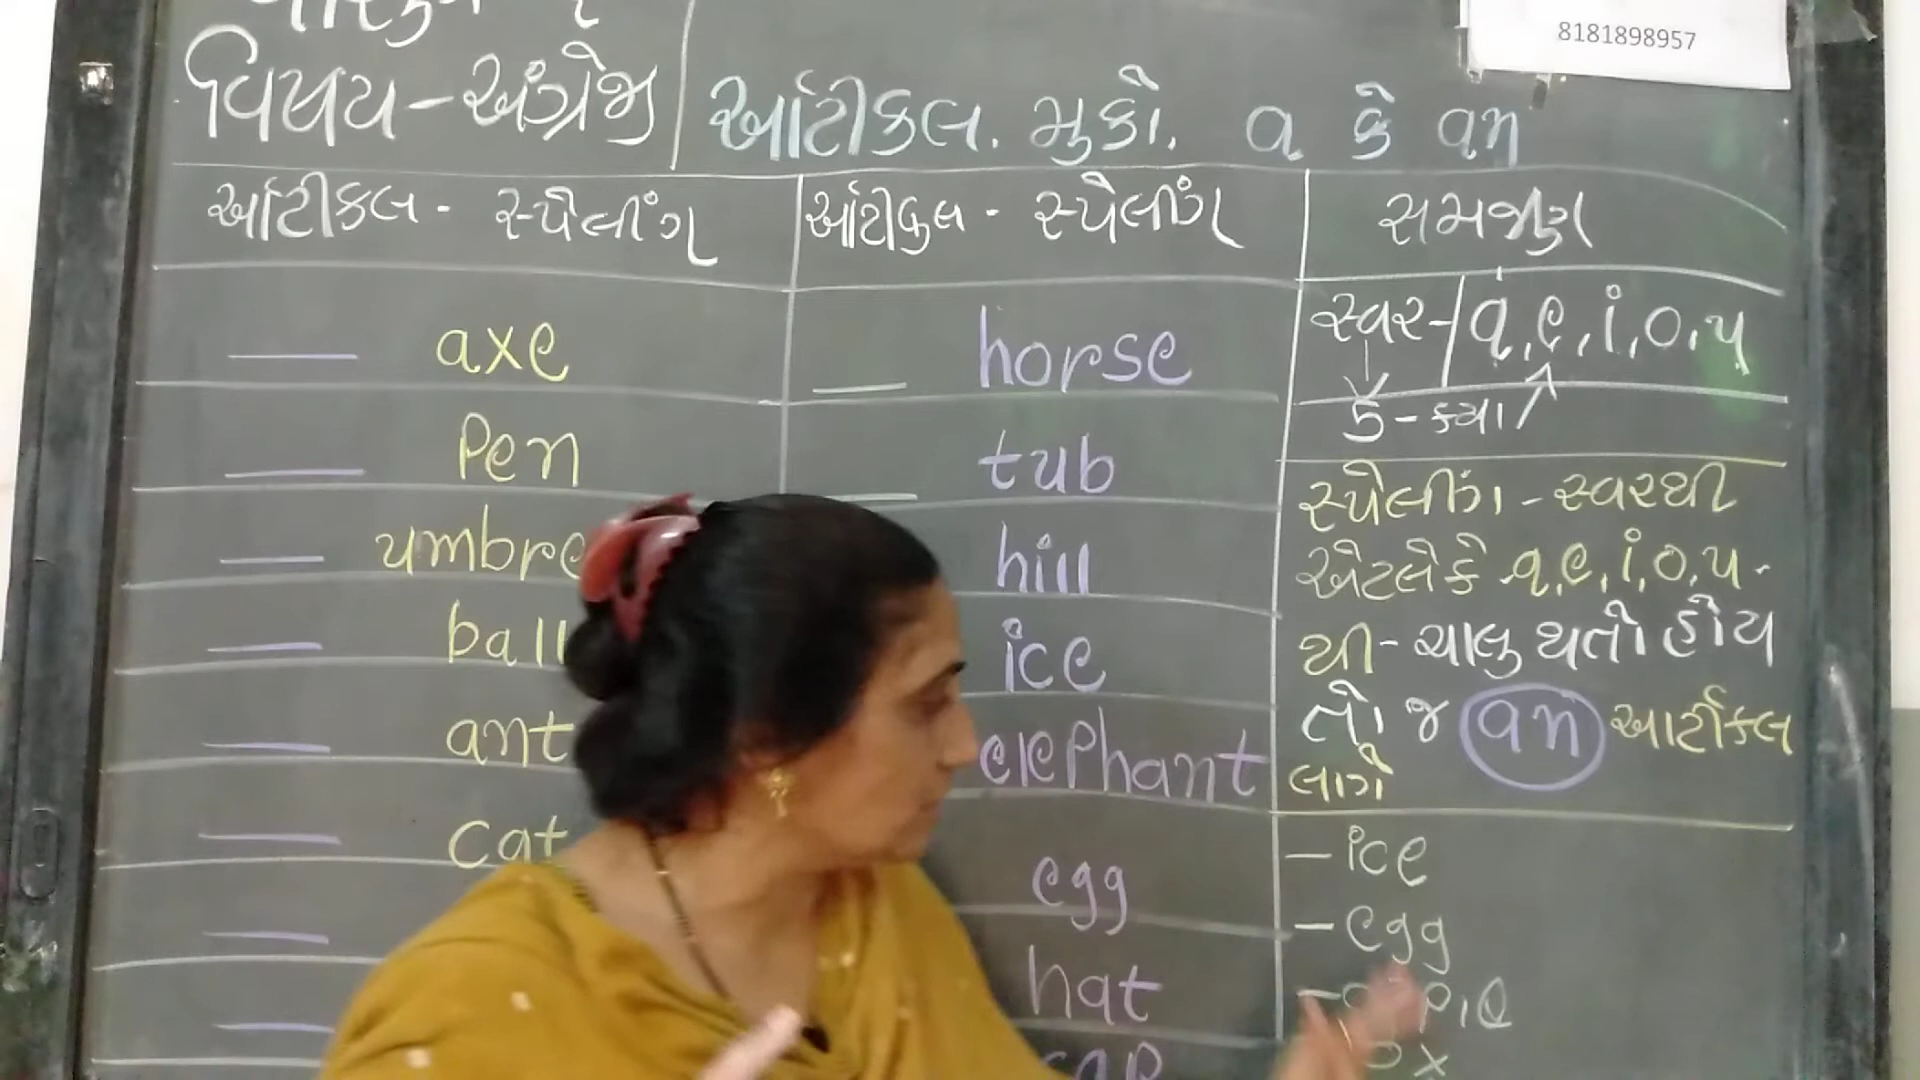 8181898957
વિષય - અંગ્રેજી
આર્ટીકલ. મુકો. a કે an
આર્ટીકલ - સ્પેલીંગ
axe
Pen
umbre
ball
ant
cat
આર્ટીકલ - સ્પેલીંગ
horse
tub
hill
ice
elephant
egg
hat
સમજુણ
સ્વર - a, e, i, o, u
ક્યા
સ્પેલીંગ - સ્વરથી
એટલે કે a, e, i, o, u -
થી - ચાલુ થતો હોય
તો જ an આર્ટીકલ
લાગે
- ice
- egg